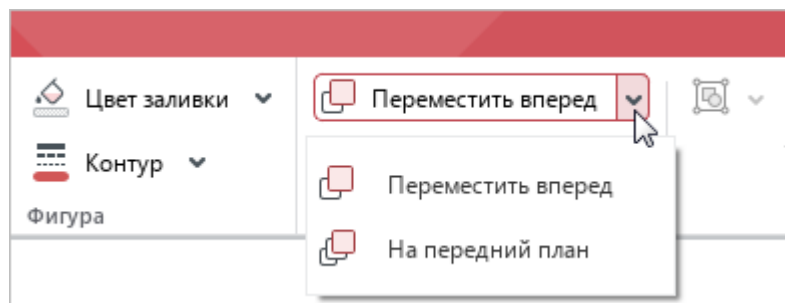 Цвет заливки
Переместить вперед
Контур
Переместить вперед
Фигура
На передний план